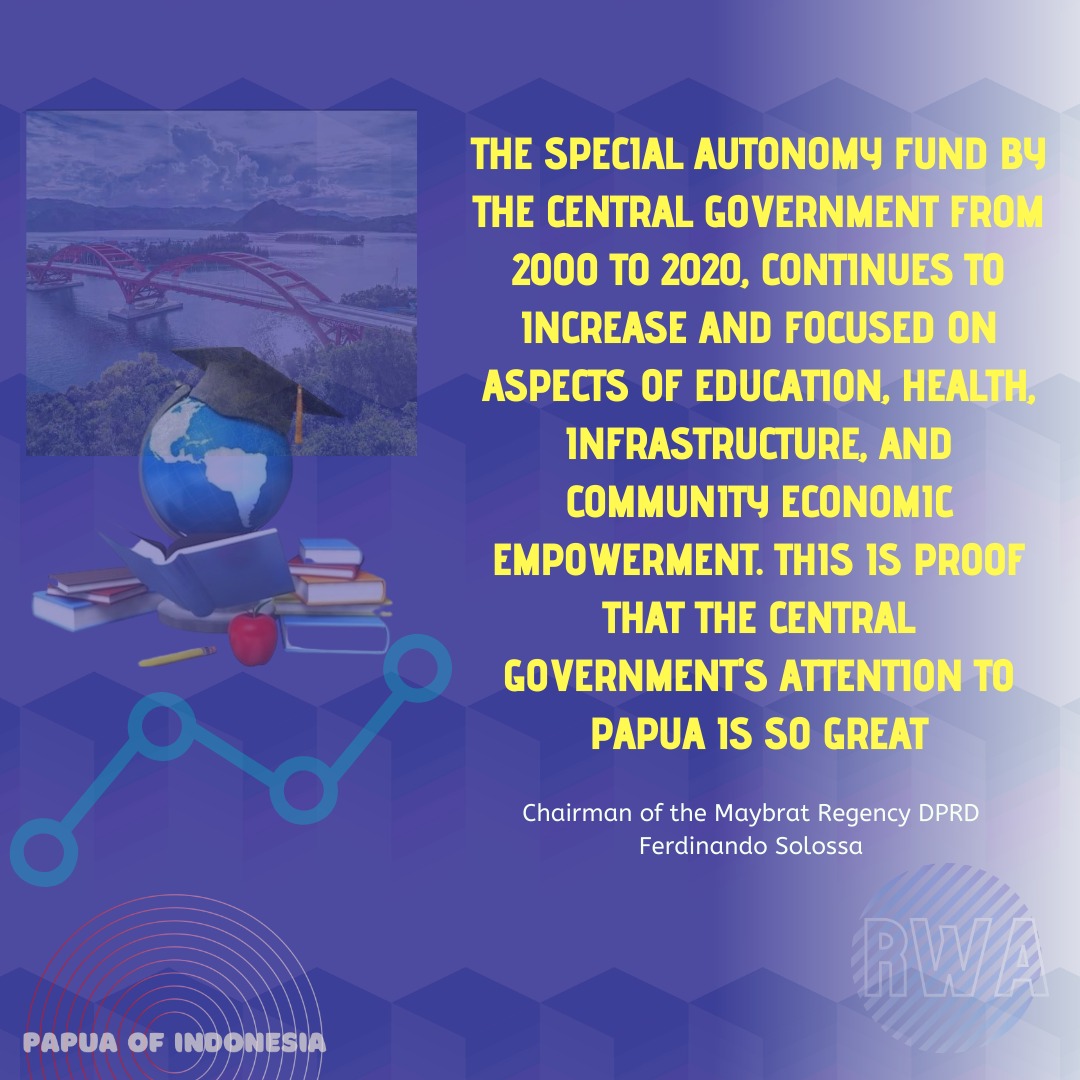 THE SPECIAL AUTONOMY FUND BY
THE CENTRAL GOVERNMENT FROM
2000 TO 2020, CONTINUES TO
INCREASE AND FOCUSED ON
ASPECTS OF EDUCATION, HEALTH,
INFRASTRUCTURE, AND
COMMUNITY ECONOMIC
EMPOWERMENT. THIS IS PROOF
THAT THE CENTRAL
GOVERNMENT'S ATTENTION TO
PAPUA IS SO GREAT
Chairman of the Maybrat Regency DPRD
Ferdinando Solossa
RWA
PAPUA OF INDONESIA